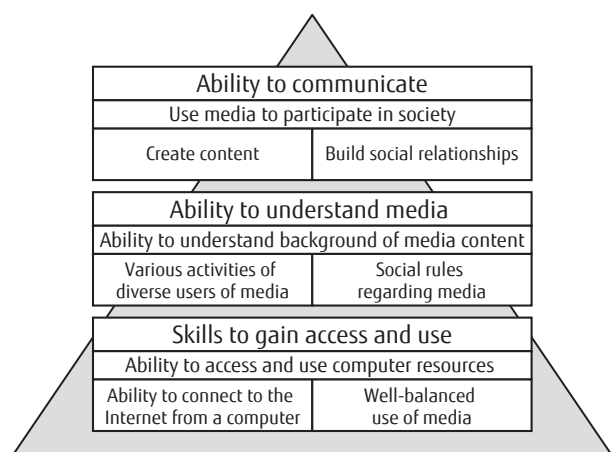 Ability to communicate
Use media to participate in society
Create content
Build social relationships
Ability to understand media
Ability to understand background of media content
Various activities of
diverse users of media
Social rules
regarding media
Skills to gain access and use
Ability to access and use computer resources
Ability to connect to the
Internet from a computer
Well-balanced
use of media